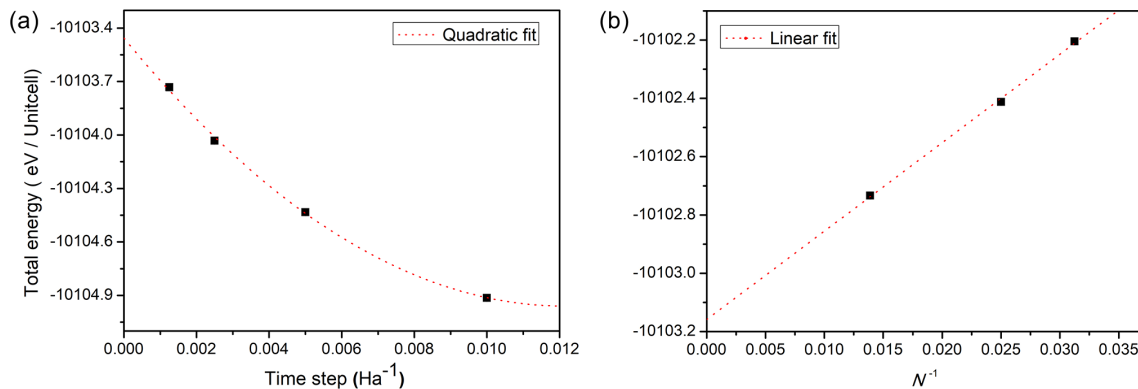 (a)
Total energy ( eV / Unitcell)
-10103.4
-10103.7
-10104.0
-10104.3
-10104.6
-10104.9
Quadratic fit
0.000 0.002 0.004 0.006 0.008 0.010 0.012
Time step (Ha⁻¹)
(b)
-10102.2
-10102.4
-10102.6
-10102.8
-10103.0
-10103.2
Linear fit
0.000 0.005 0.010 0.015 0.020 0.025 0.030
N⁻¹